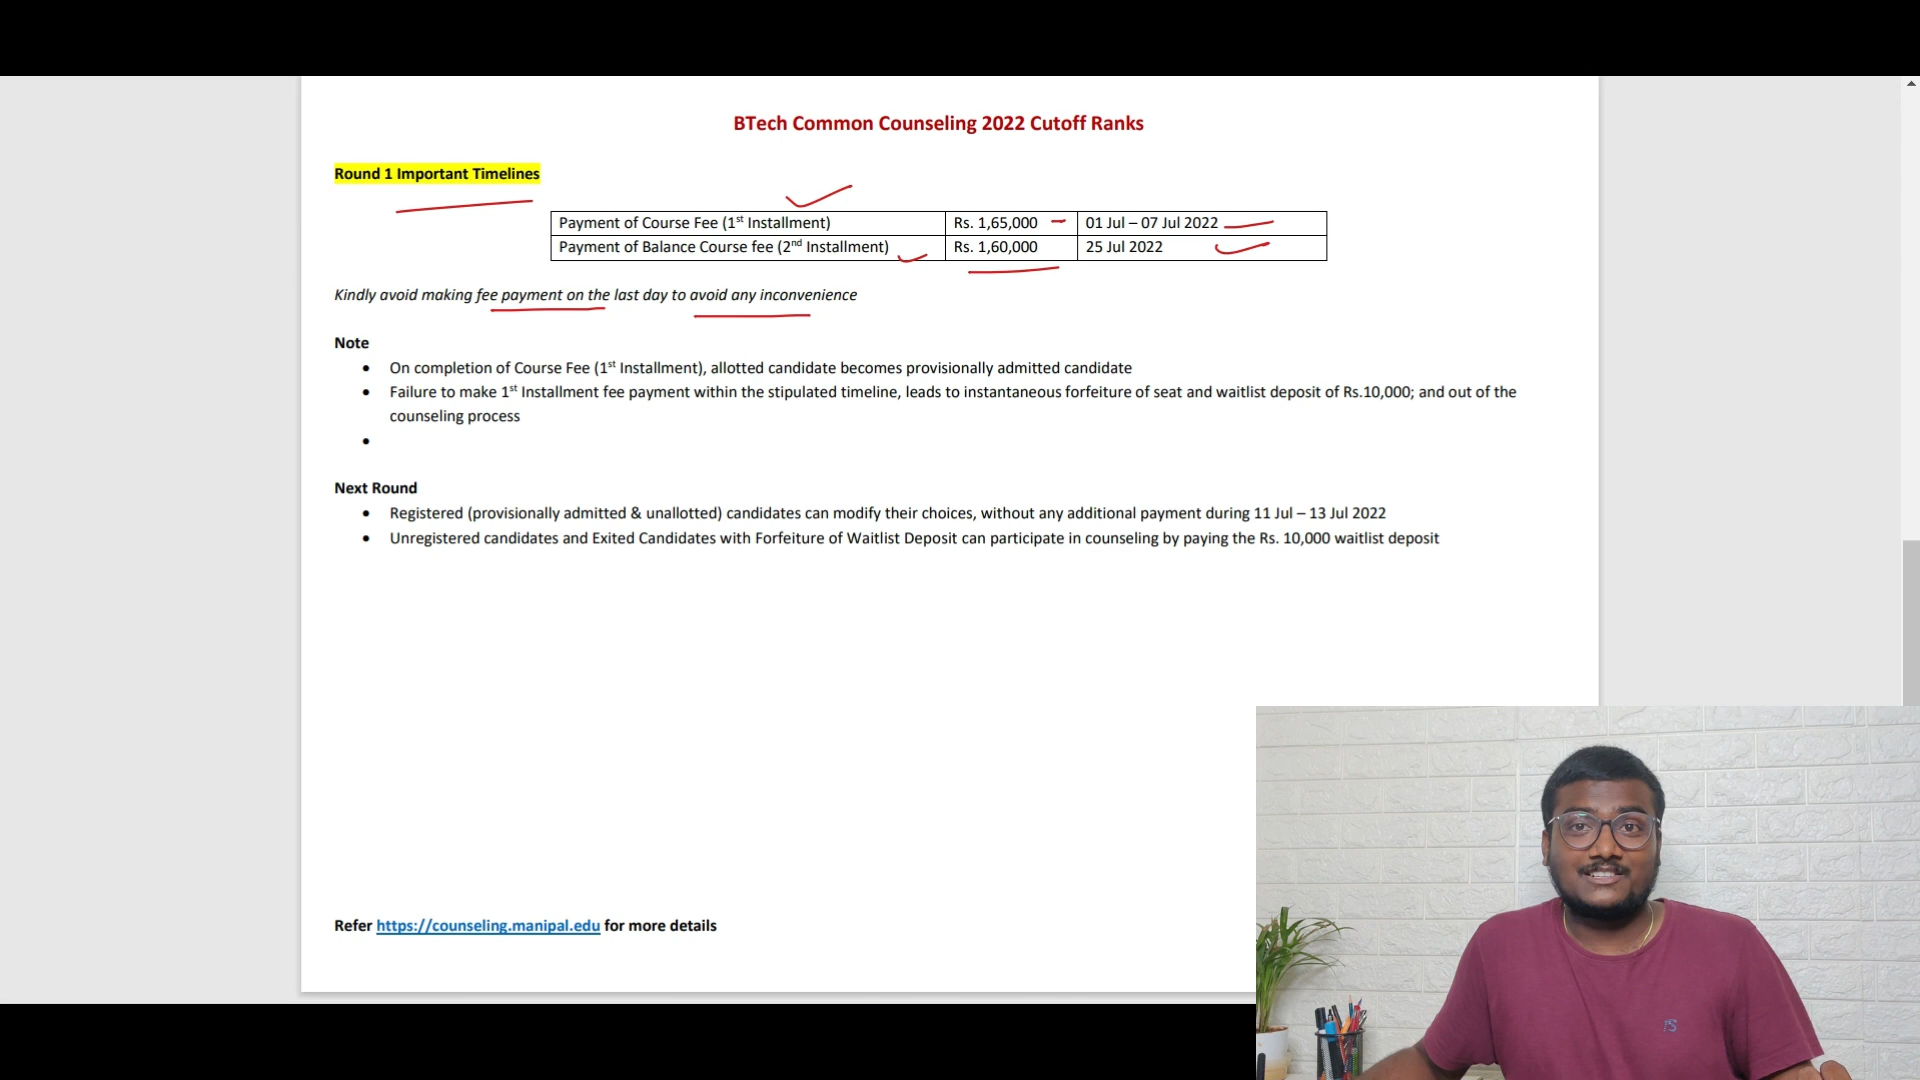 BTech Common Counseling 2022 Cutoff Ranks
Round 1 Important Timelines
Payment of Course Fee (1st Installment) Rs. 1,65,000 01 Jul – 07 Jul 2022
Payment of Balance Course fee (2nd Installment) Rs. 1,60,000 25 Jul 2022
Kindly avoid making fee payment on the last day to avoid any inconvenience
Note
• On completion of Course Fee (1st Installment), allotted candidate becomes provisionally admitted candidate
• Failure to make 1st Installment fee payment within the stipulated timeline, leads to instantaneous forfeiture of seat and waitlist deposit of Rs.10,000; and out of the
counseling process
•
Next Round
• Registered (provisionally admitted & unallotted) candidates can modify their choices, without any additional payment during 11 Jul – 13 Jul 2022
• Unregistered candidates and Exited Candidates with Forfeiture of Waitlist Deposit can participate in counseling by paying the Rs. 10,000 waitlist deposit
Refer https://counseling.manipal.edu for more details